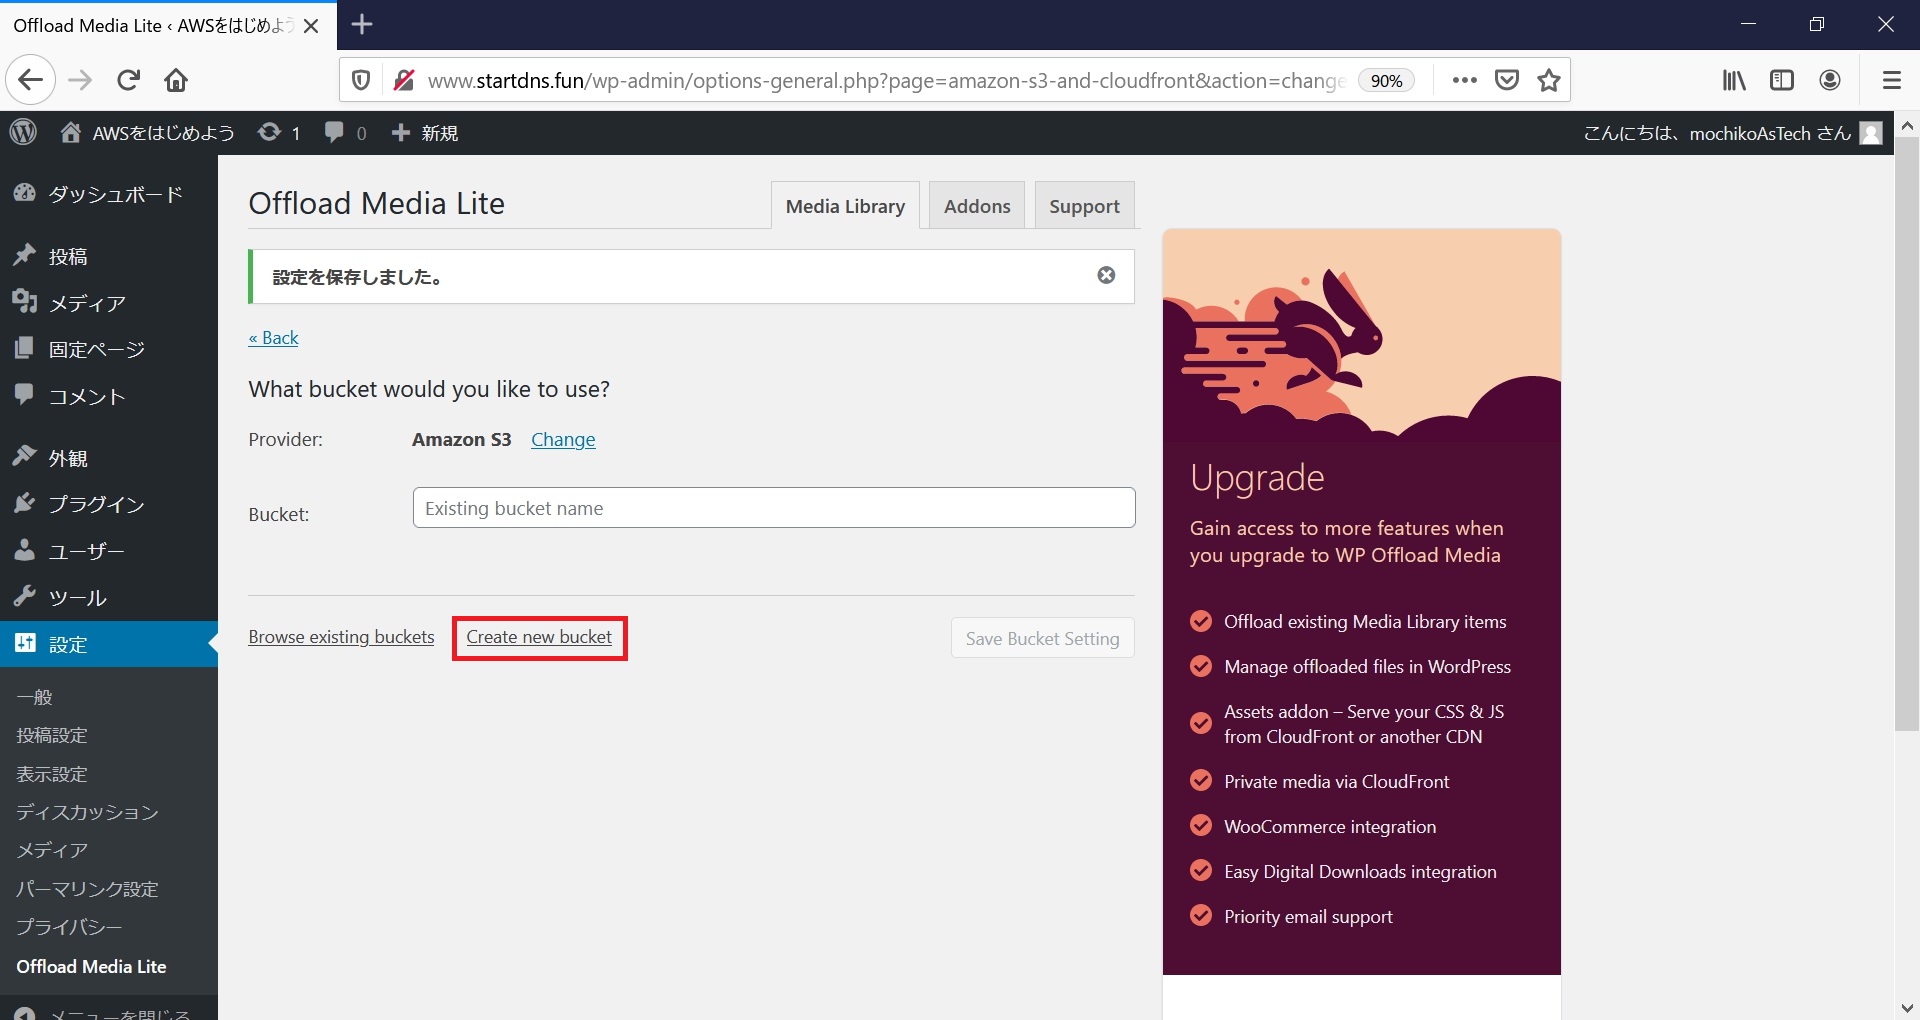 Offload Media Lite ‹ AWSをはじめよう
www.startdns.fun/wp-admin/options-general.php?page=amazon-s3-and-cloudfront&action=change
90%
AWSをはじめよう
1
0
新規
こんにちは、mochikoAsTech さん
ダッシュボード
投稿
メディア
固定ページ
コメント
外観
プラグイン
ユーザー
ツール
設定
一般
投稿設定
表示設定
ディスカッション
メディア
パーマリンク設定
プライバシー
Offload Media Lite
メニューを閉じる
Offload Media Lite
Media Library
Addons
Support
設定を保存しました。
« Back
What bucket would you like to use?
Provider:
Amazon S3 Change
Bucket:
Existing bucket name
Browse existing buckets
Create new bucket
Save Bucket Setting
Upgrade
Gain access to more features when
you upgrade to WP Offload Media
Offload existing Media Library items
Manage offloaded files in WordPress
Assets addon – Serve your CSS & JS
from CloudFront or another CDN
Private media via CloudFront
WooCommerce integration
Easy Digital Downloads integration
Priority email support